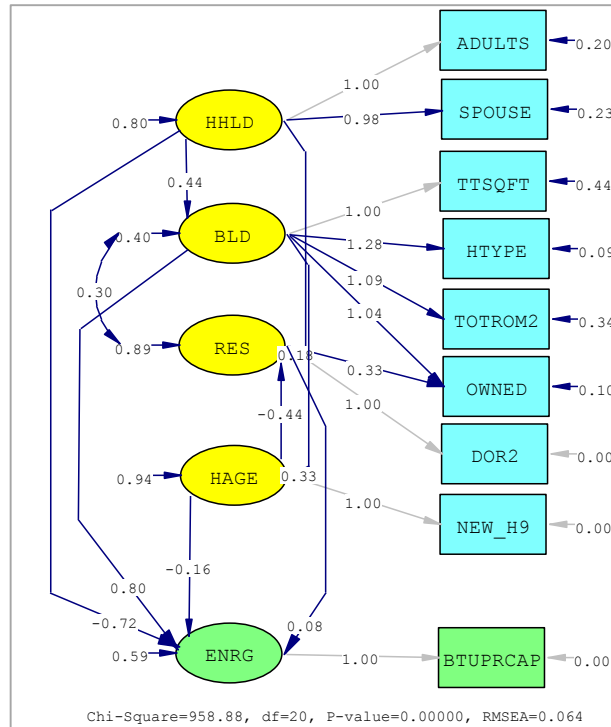 ADULTS
0.20
1.00
0.80
HHLD
0.98
SPOUSE
0.23
0.44
1.00
TTSQFT
0.44
0.40
BLD
1.28
HTYPE
0.09
1.09
0.30
1.04
TOTROM2
0.34
0.89
RES
0.18
0.33
OWNED
0.10
-0.44
1.00
DOR2
0.00
0.94
HAGE
0.33
1.00
NEW_H9
0.00
-0.16
0.80
-0.72
0.08
0.59
ENRG
1.00
BTUPRCAP
0.00
Chi-Square=958.88, df=20, P-value=0.00000, RMSEA=0.064